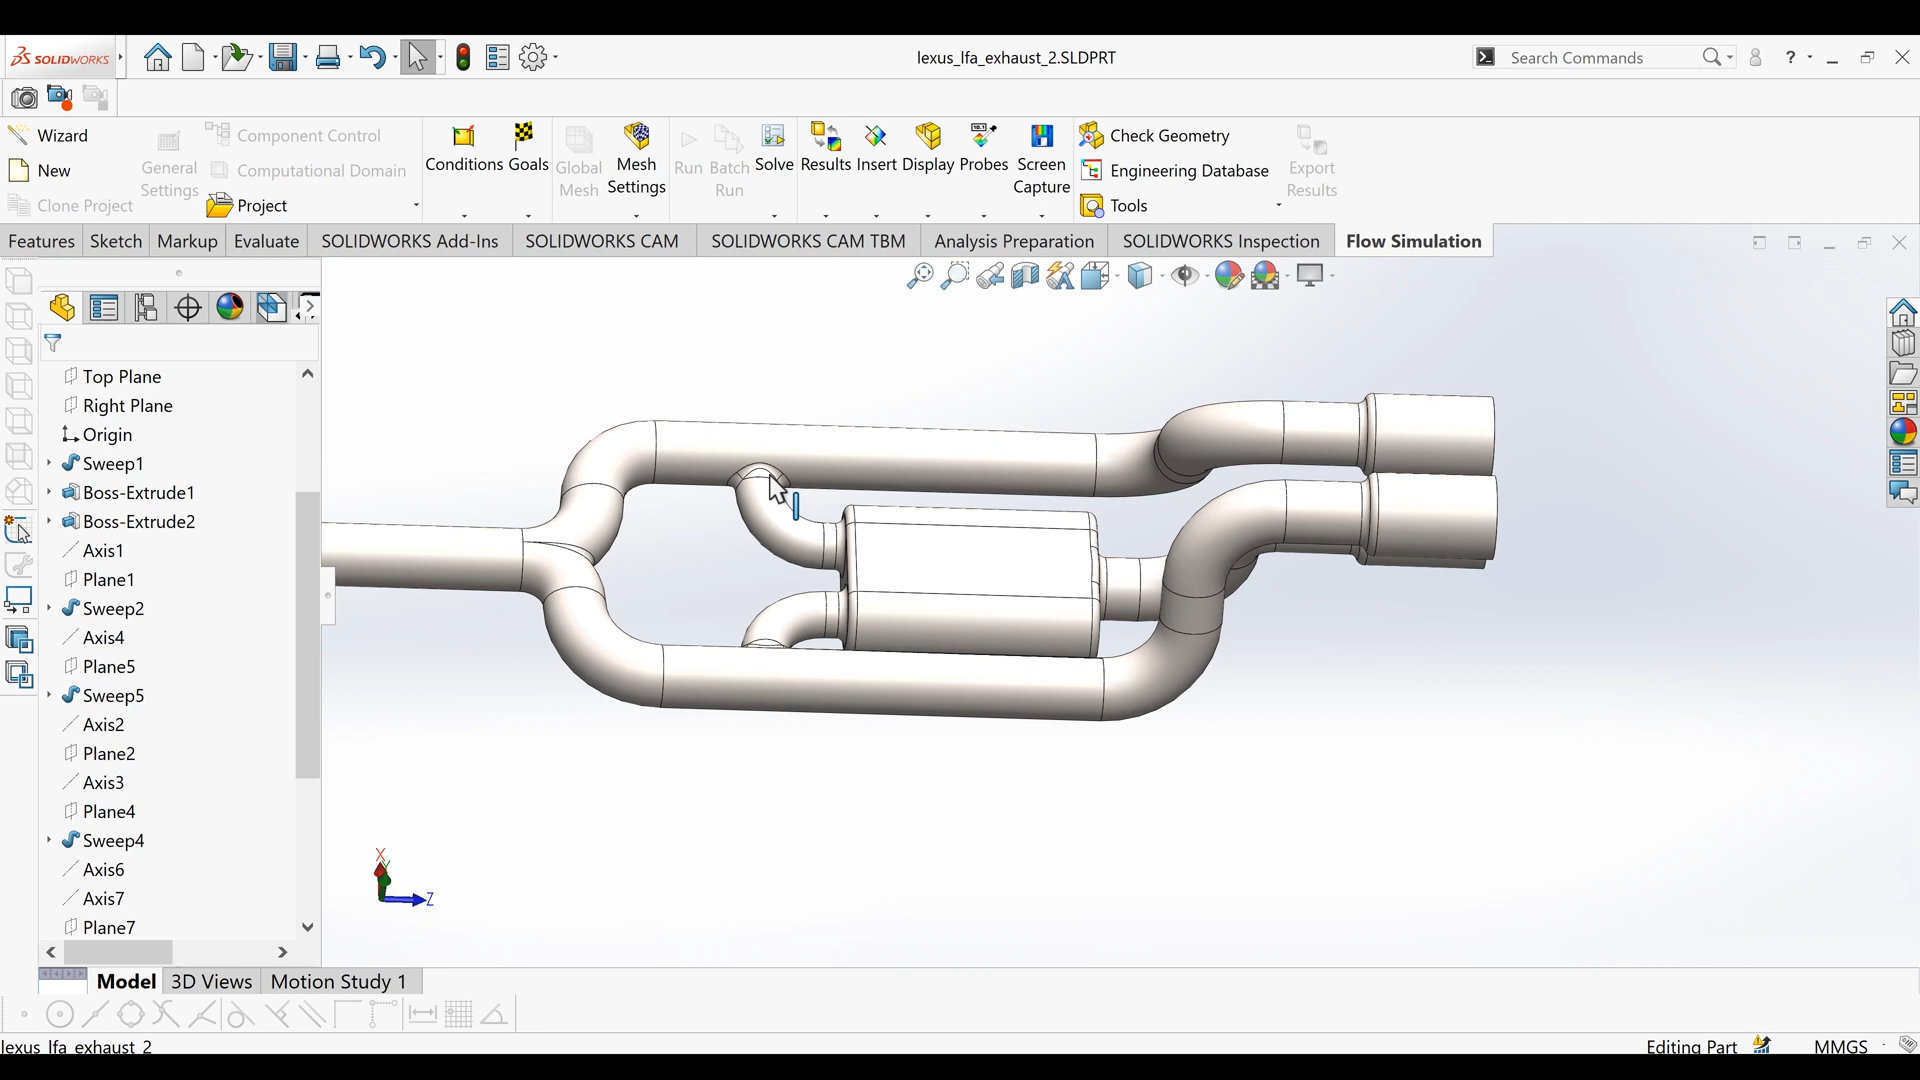 SOLIDWORKS
lexus_lfa_exhaust_2.SLDPRT
Search Commands
?
Wizard
New
Clone Project
General Settings
Component Control
Computational Domain
Project
Conditions
Goals
Global Mesh
Mesh Settings
Run
Batch Run
Solve
Results
Insert
Display
Probes
Screen Capture
Check Geometry
Engineering Database
Tools
Export Results
Features
Sketch
Markup
Evaluate
SOLIDWORKS Add-Ins
SOLIDWORKS CAM
SOLIDWORKS CAM TBM
Analysis Preparation
SOLIDWORKS Inspection
Flow Simulation
Top Plane
Right Plane
Origin
Sweep1
Boss-Extrude1
Boss-Extrude2
Axis1
Plane1
Sweep2
Axis4
Plane5
Sweep5
Axis2
Plane2
Axis3
Plane4
Sweep4
Axis6
Axis7
Plane7
X
Y
Z
Model
3D Views
Motion Study 1
lexus_lfa_exhaust_2
Editing Part
MMGS